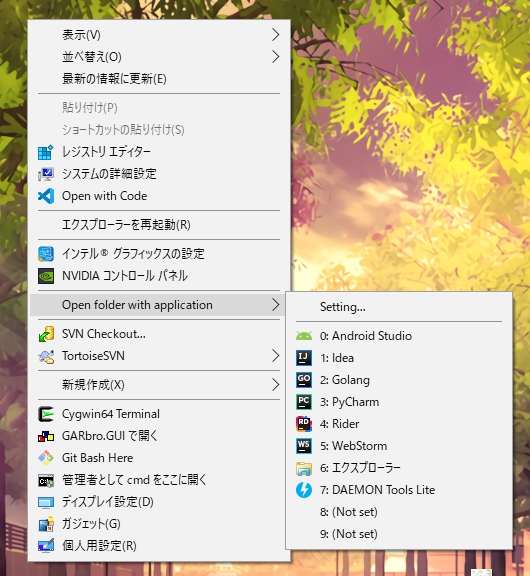 表示(V)
並べ替え(O)
最新の情報に更新(E)
貼り付け(P)
ショートカットの貼り付け(S)
レジストリ エディター
システムの詳細設定
Open with Code
エクスプローラーを再起動(R)
インテル® グラフィックスの設定
NVIDIA コントロール パネル
Open folder with application
SVN Checkout...
TortoiseSVN
新規作成(X)
Cygwin64 Terminal
GARbro.GUI で開く
Git Bash Here
管理者として cmd をここに開く
ディスプレイ設定(D)
ガジェット(G)
個人用設定(R)
Setting...
0: Android Studio
1: Idea
2: Golang
3: PyCharm
4: Rider
5: WebStorm
6: エクスプローラー
7: DAEMON Tools Lite
8: (Not set)
9: (Not set)